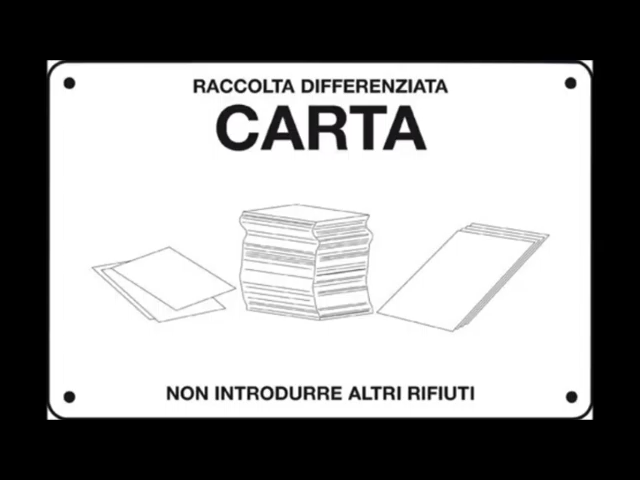 RACCOLTA DIFFERENZIATA
CARTA
NON INTRODURRE ALTRI RIFIUTI